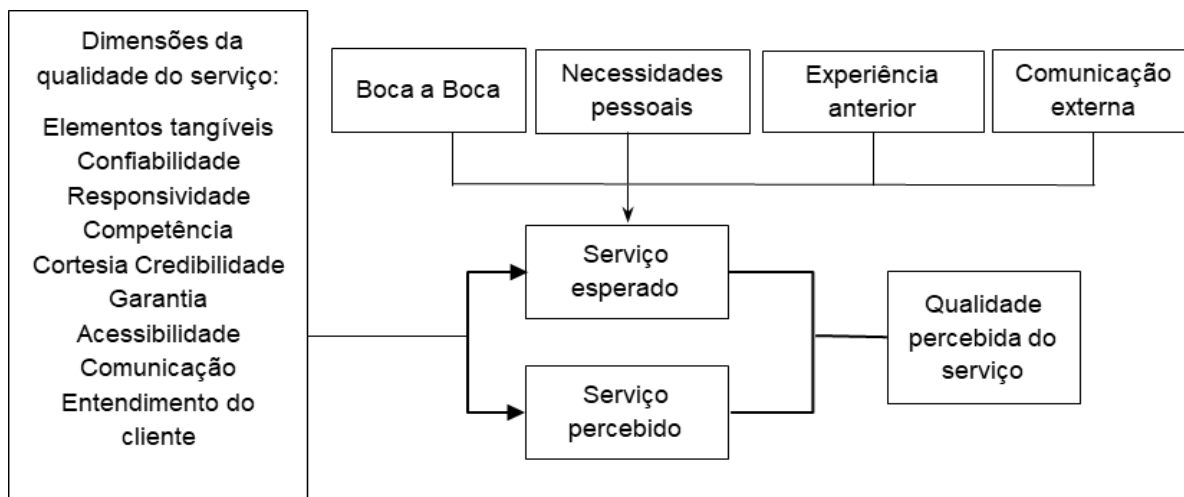 Dimensões da
qualidade do serviço:
Elementos tangíveis
Confiabilidade
Responsividade
Competência
Cortesia Credibilidade
Garantia
Acessibilidade
Comunicação
Entendimento do
cliente
Boca a Boca
Necessidades
pessoais
Experiência
anterior
Comunicação
externa
Serviço
esperado
Serviço
percebido
Qualidade
percebida do
serviço